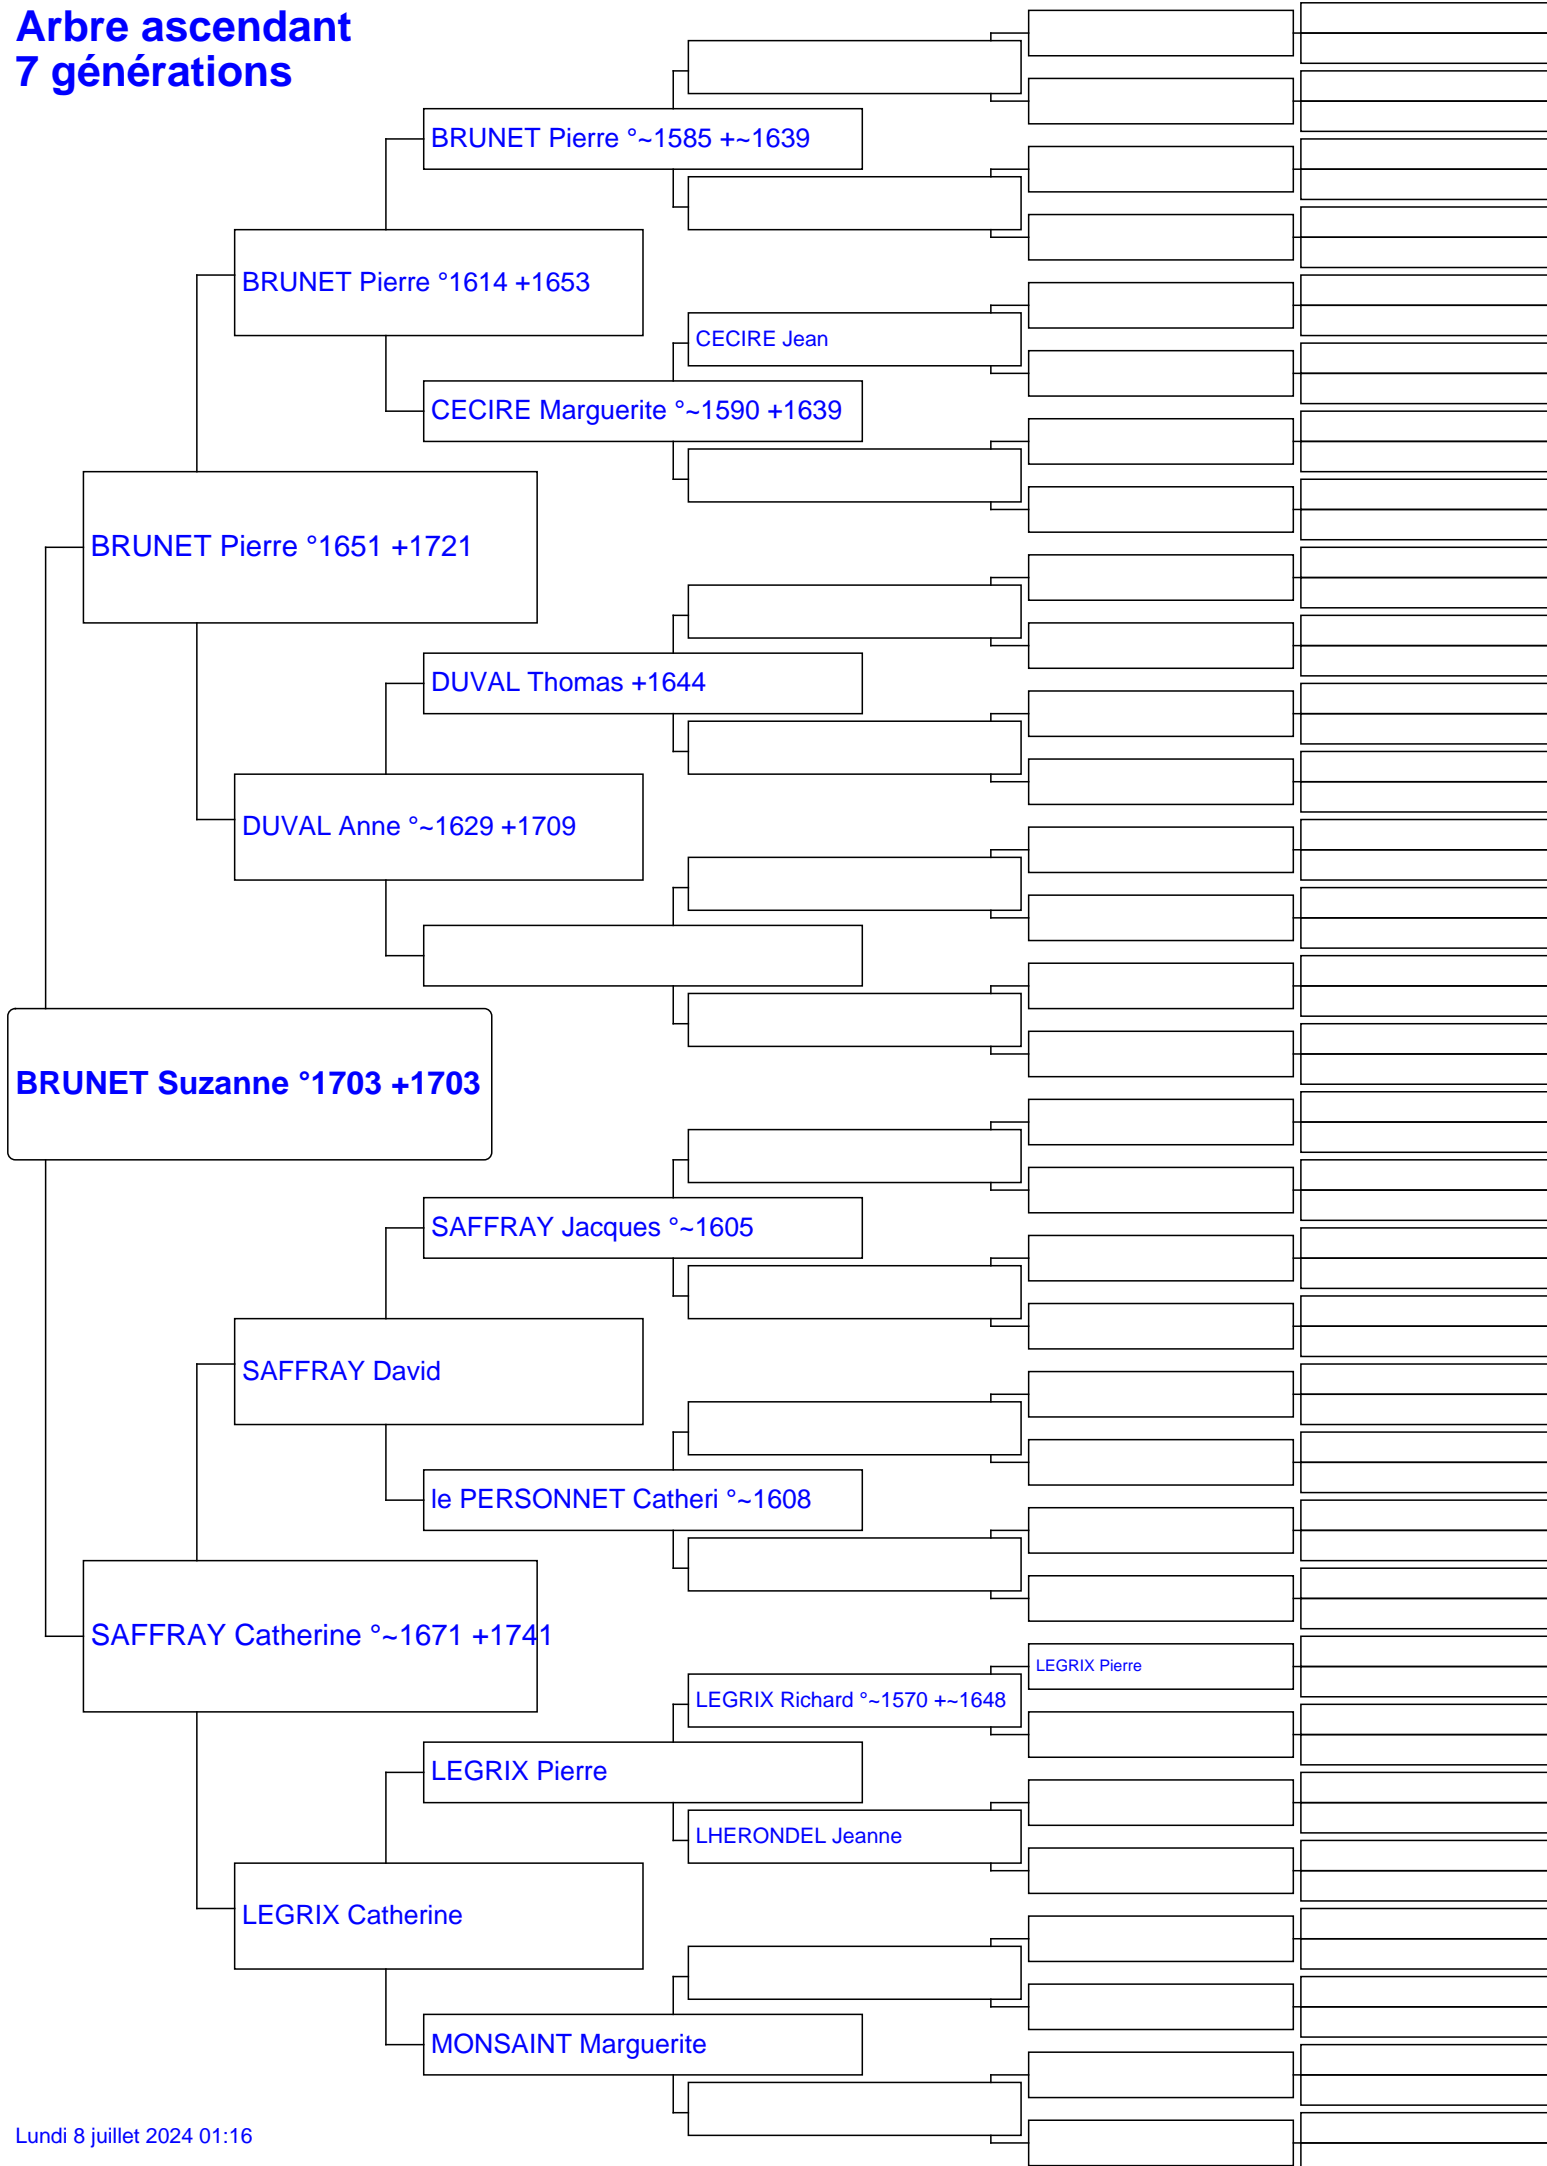 Arbre ascendant
7 générations
BRUNET Pierre °~1585 +~1639
BRUNET Pierre °1614 +1653
CECIRE Jean
CECIRE Marguerite °~1590 +1639
BRUNET Pierre °1651 +1721
DUVAL Thomas +1644
DUVAL Anne °~1629 +1709
BRUNET Suzanne °1703 +1703
SAFFRAY Jacques °~1605
SAFFRAY David
le PERSONNET Catheri °~1608
SAFFRAY Catherine °~1671 +1741
LEGRIX Pierre
LEGRIX Richard °~1570 +~1648
LEGRIX Pierre
LHERONDEL Jeanne
LEGRIX Catherine
MONSAINT Marguerite
Lundi 8 juillet 2024 01:16